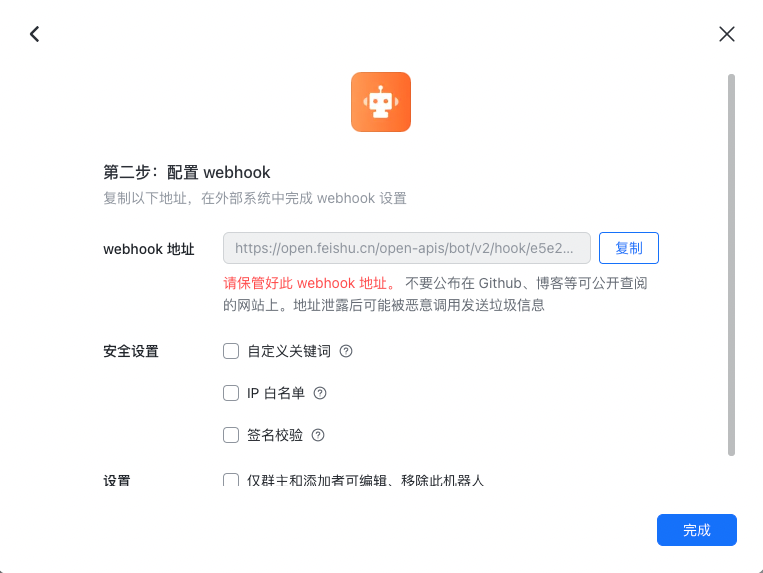 第二步：配置 webhook
复制以下地址，在外部系统中完成 webhook 设置
webhook 地址 https://open.feishu.cn/open-apis/bot/v2/hook/e5e2... 复制
请保管好此 webhook 地址。 不要公布在 Github、博客等可公开查阅
的网站上。地址泄露后可能被恶意调用发送垃圾信息
安全设置 自定义关键词
IP 白名单
签名校验
设置 仅群主和添加者可编辑、移除此机器人
完成